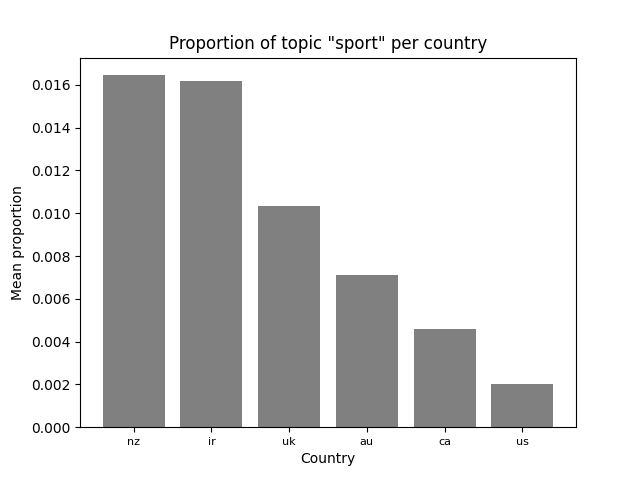 Proportion of topic "sport" per country
Mean proportion
0.016
0.014
0.012
0.010
0.008
0.006
0.004
0.002
0.000
nz ir uk au ca us
Country